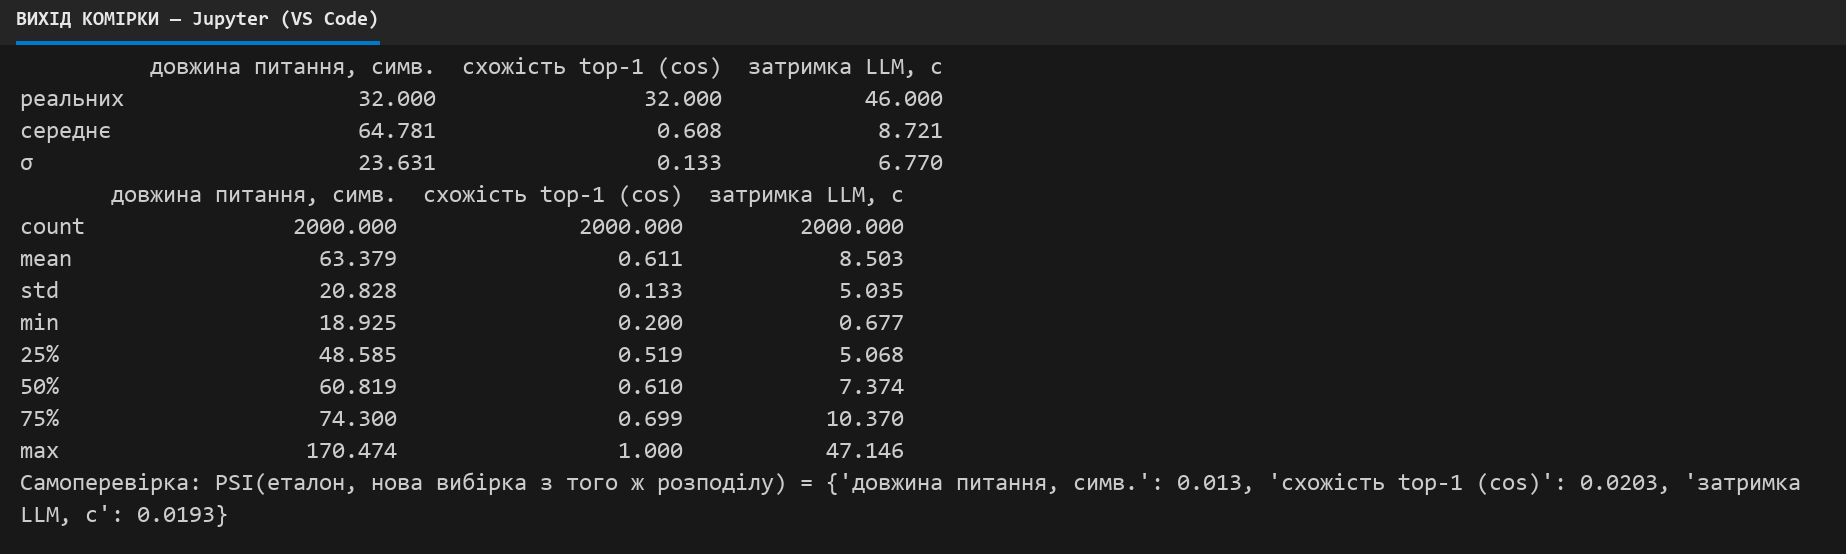 ВИХІД КОМІРКИ — Jupyter (VS Code)
довжина питання, симв.  схожість top-1 (cos)  затримка LLM, с
реальних                  32.000                32.000           46.000
середнє                   64.781                 0.608            8.721
σ                         23.631                 0.133            6.770
довжина питання, симв.  схожість top-1 (cos)  затримка LLM, с
count                2000.000              2000.000         2000.000
mean                   63.379                 0.611            8.503
std                    20.828                 0.133            5.035
min                    18.925                 0.200            0.677
25%                    48.585                 0.519            5.068
50%                    60.819                 0.610            7.374
75%                    74.300                 0.699           10.370
max                   170.474                 1.000           47.146
Самоперевірка: PSI(еталон, нова вибірка з того ж розподілу) = {'довжина питання, симв.': 0.013, 'схожість top-1 (cos)': 0.0203, 'затримка
LLM, с': 0.0193}